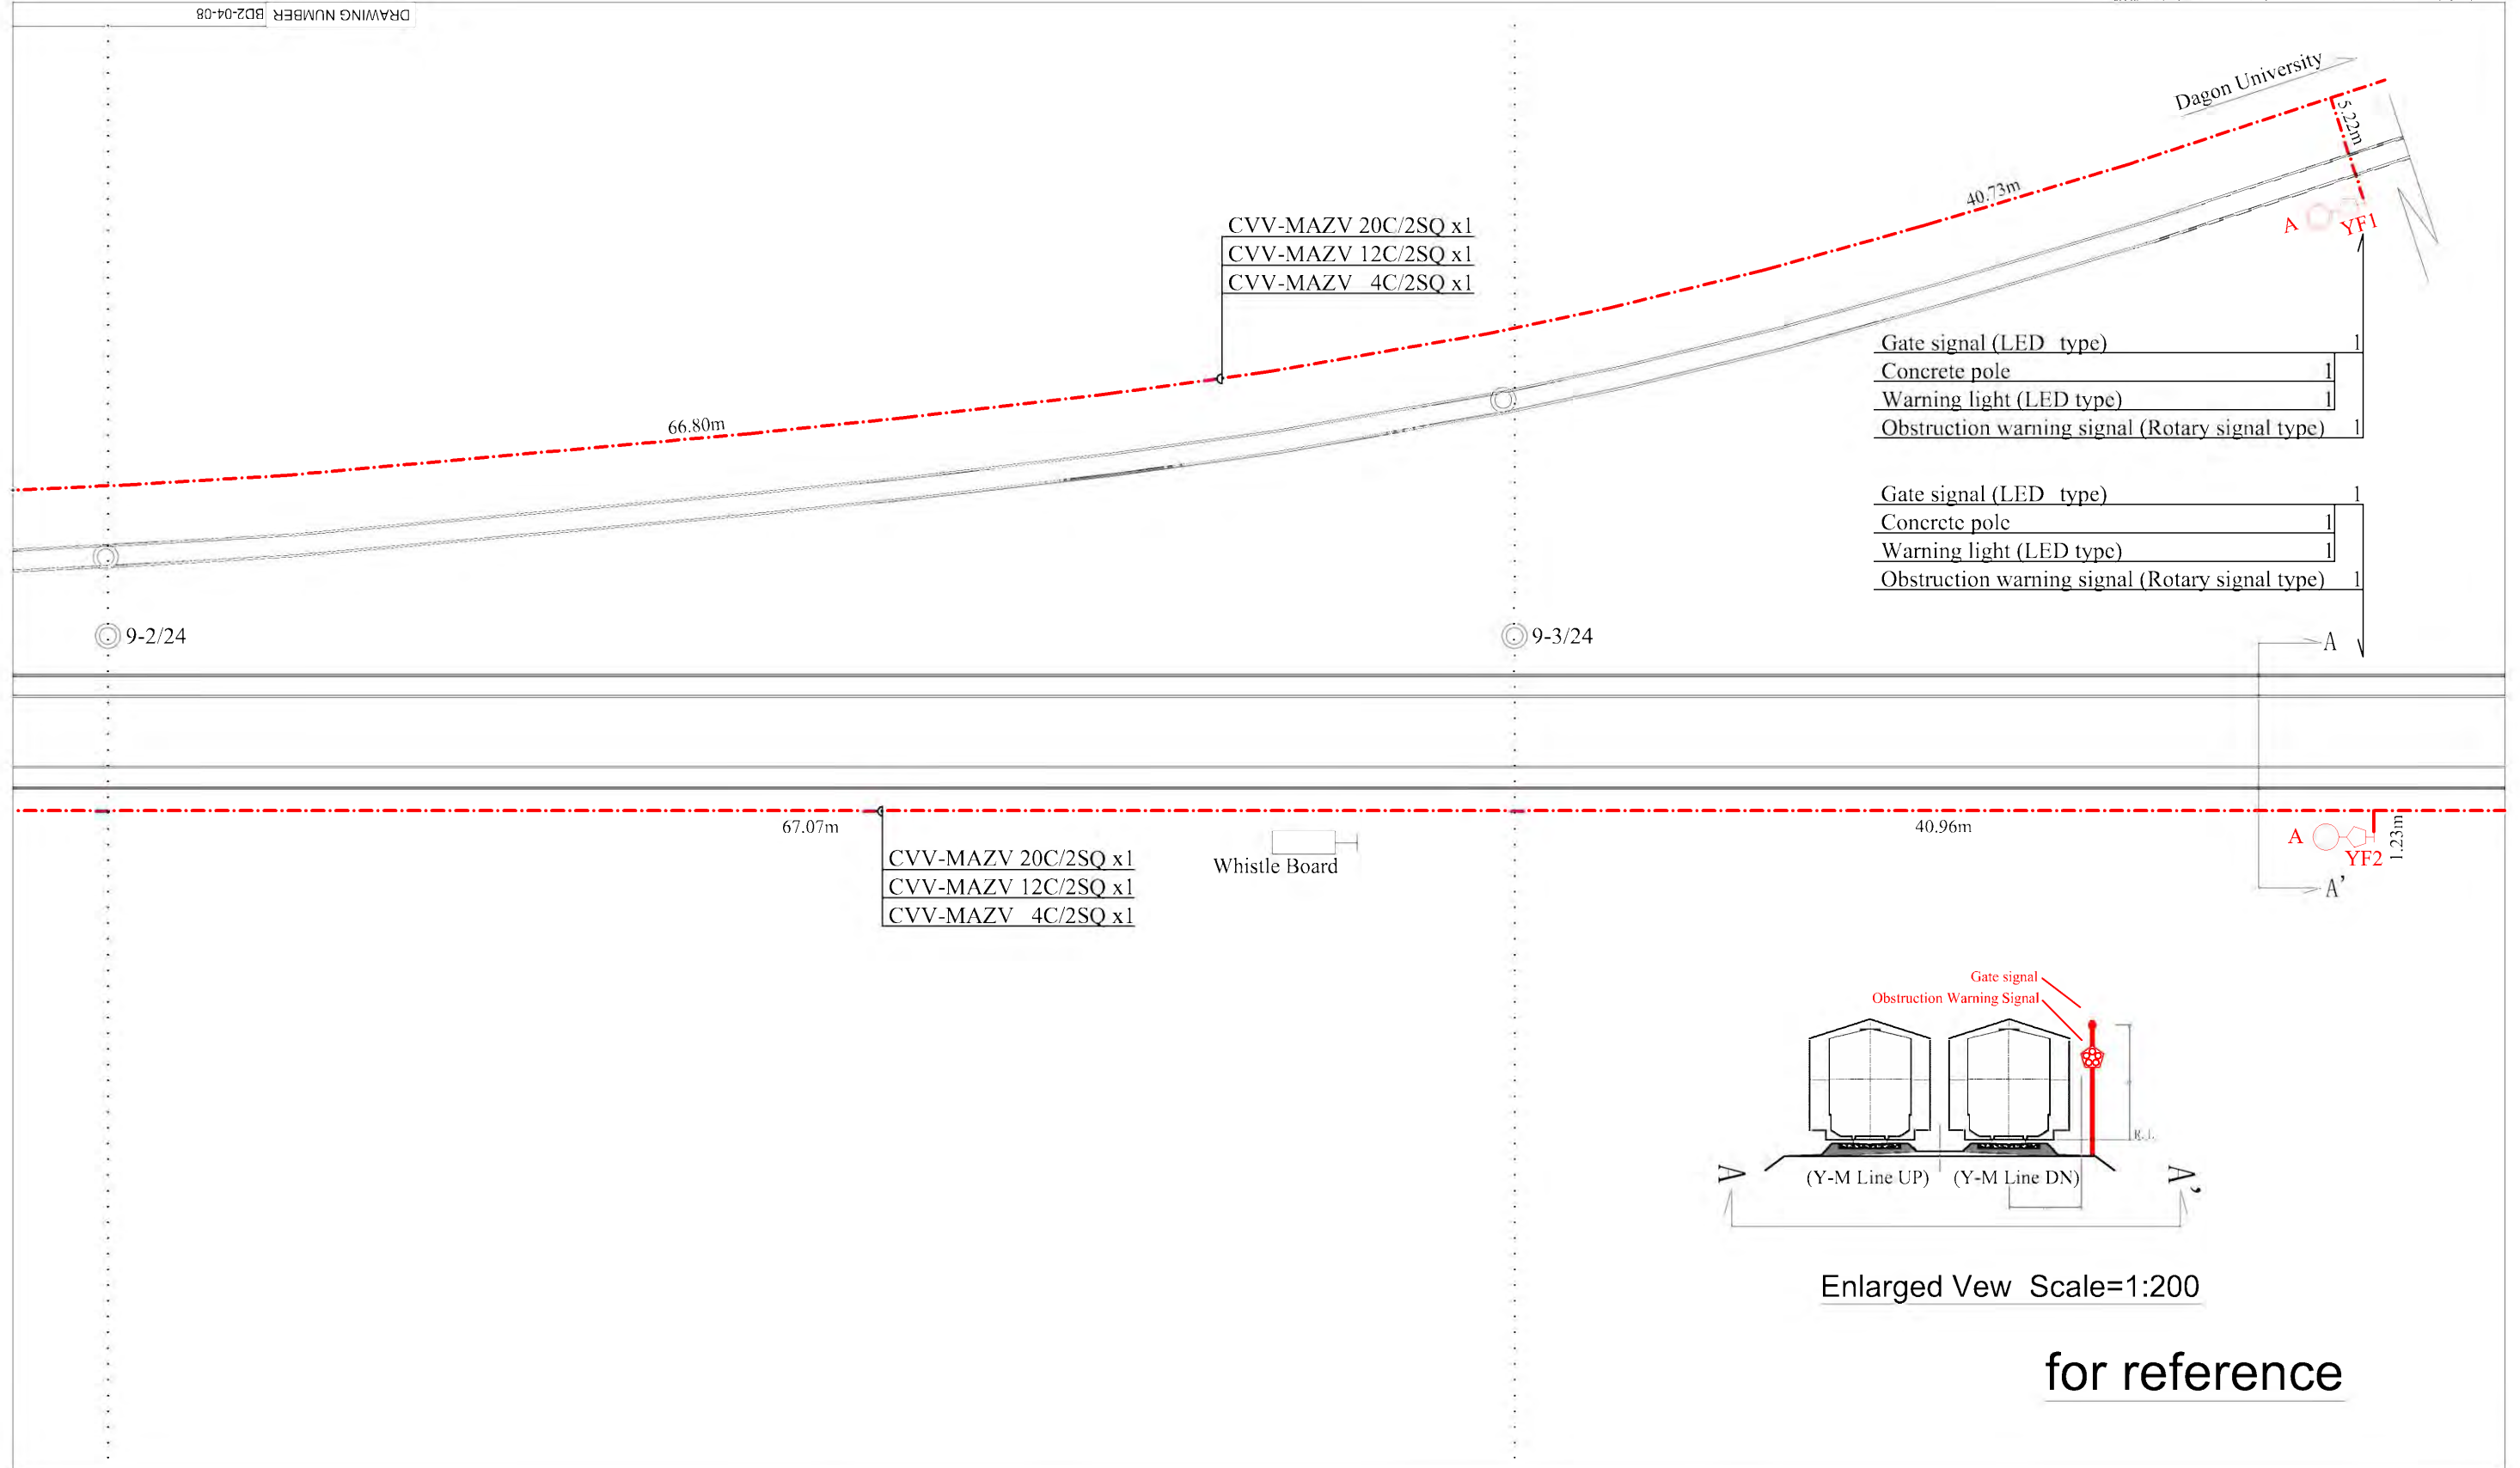 DRAWING NUMBER BD2-04-08
Dagon University
5.22m
40.73m
A
YF1
CVV-MAZV 20C/2SQ x1
CVV-MAZV 12C/2SQ x1
CVV-MAZV 4C/2SQ x1
66.80m
Gate signal (LED type) 1
Concrete pole 1
Warning light (LED type) 1
Obstruction warning signal (Rotary signal type) 1
Gate signal (LED type) 1
Concrete pole 1
Warning light (LED type) 1
Obstruction warning signal (Rotary signal type) 1
9-2/24
9-3/24
A
67.07m
40.96m
A
YF2
1.23m
A'
Whistle Board
CVV-MAZV 20C/2SQ x1
CVV-MAZV 12C/2SQ x1
CVV-MAZV 4C/2SQ x1
Gate signal
Obstruction Warning Signal
(Y-M Line UP)
(Y-M Line DN)
A
A'
Enlarged Vew Scale=1:200
for reference